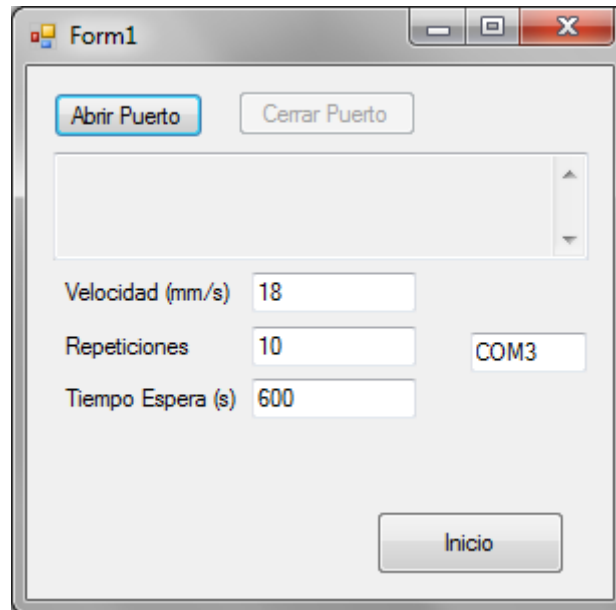 Form1
Abrir Puerto Cerrar Puerto
Velocidad (mm/s) 18
Repeticiones 10 COM3
Tiempo Espera (s) 600
Inicio